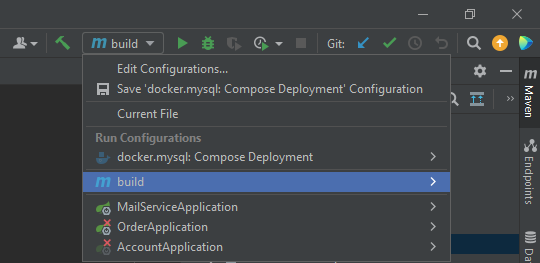 build
Git:
Edit Configurations...
Save 'docker.mysql: Compose Deployment' Configuration
Current File
Run Configurations
docker.mysql: Compose Deployment
build
MailServiceApplication
OrderApplication
AccountApplication
Maven
Endpoints